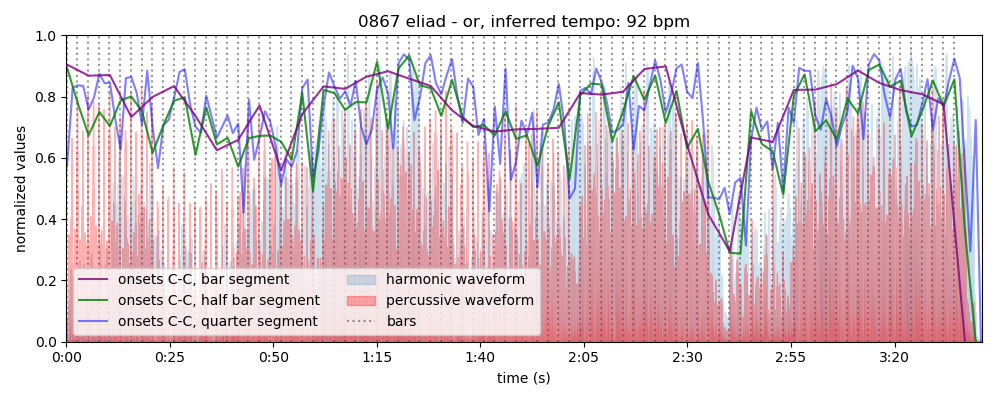 0867 eliad - or, inferred tempo: 92 bpm
normalized values
1.0
0.8
0.6
0.4
0.2
0.0
onsets C-C, bar segment
onsets C-C, half bar segment
onsets C-C, quarter segment
harmonic waveform
percussive waveform
bars
0:00 0:25 0:50 1:15 1:40 2:05 2:30 2:55 3:20
time (s)